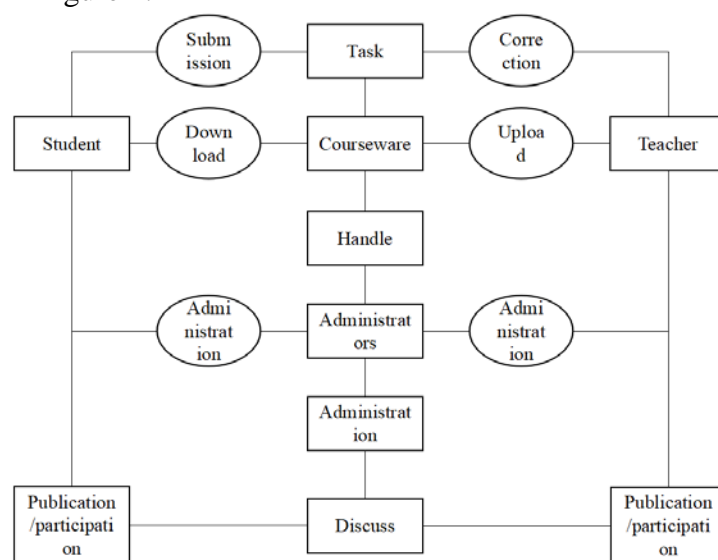 Subm
ission
Task
Corre
ction
Student
Down
load
Courseware
Uploa
d
Teacher
Handle
Admi
nistrat
ion
Administrat
ors
Admi
nistrat
ion
Administrat
ion
Publication
/participati
on
Discuss
Publication
/participati
on